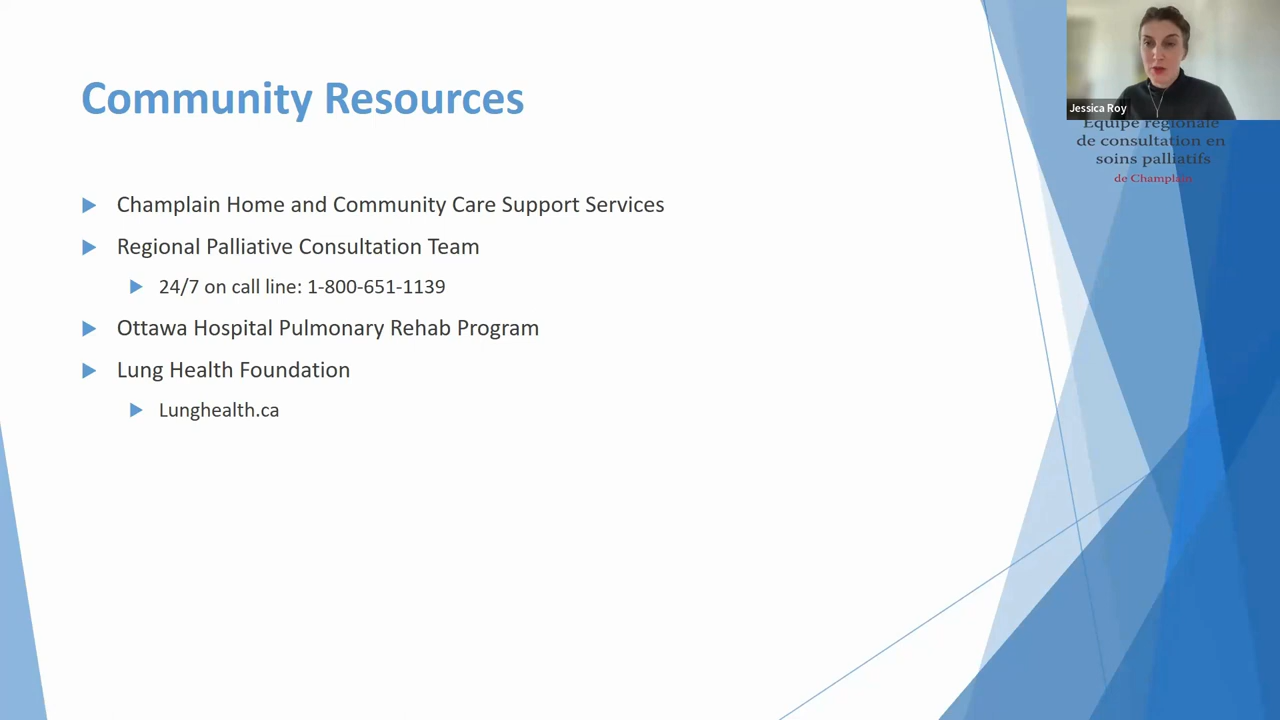 Community Resources
Champlain Home and Community Care Support Services
Regional Palliative Consultation Team
24/7 on call line: 1-800-651-1139
Ottawa Hospital Pulmonary Rehab Program
Lung Health Foundation
Lunghealth.ca
Jessica Roy
Équipe régionale
de consultation en
soins palliatifs
de Champlain